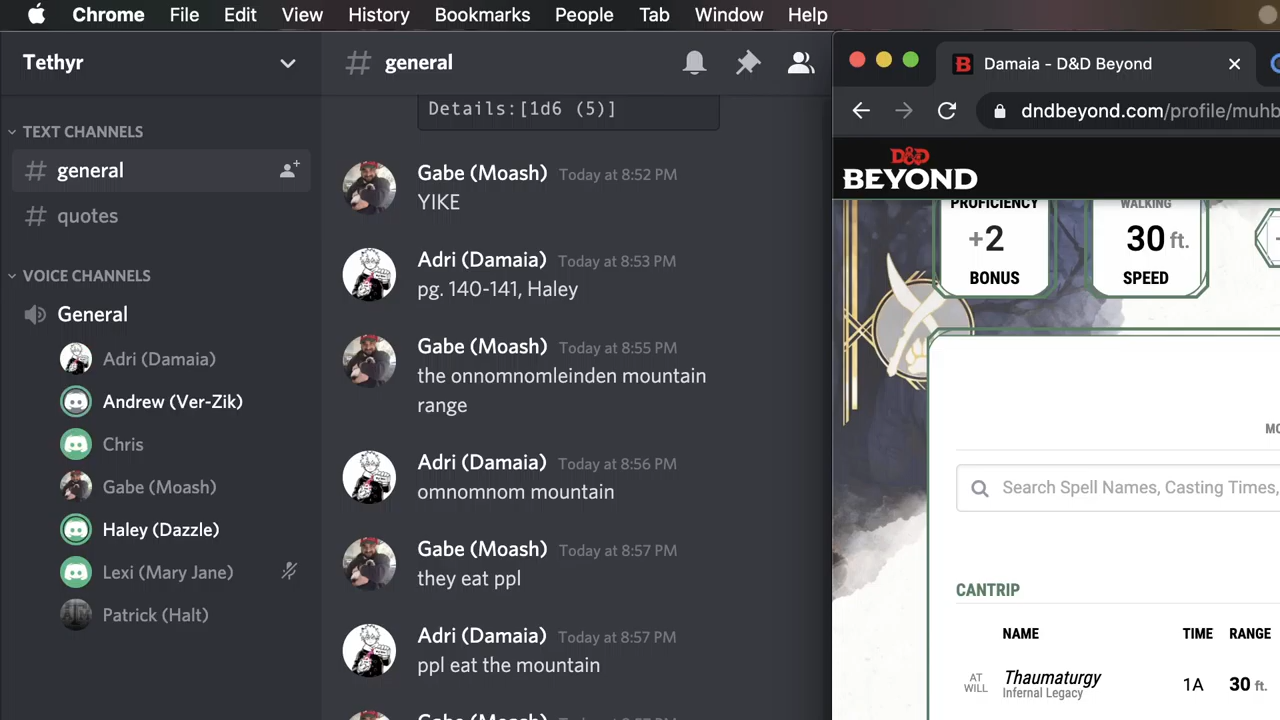 Chrome File Edit View History Bookmarks People Tab Window Help
Tethyr
TEXT CHANNELS
# general
# quotes
VOICE CHANNELS
General
Adri (Damaia)
Andrew (Ver-Zik)
Chris
Gabe (Moash)
Haley (Dazzle)
Lexi (Mary Jane)
Patrick (Halt)
# general
Details:[1d6 (5)]
Gabe (Moash) Today at 8:52 PM
YIKE
Adri (Damaia) Today at 8:53 PM
pg. 140-141, Haley
Gabe (Moash) Today at 8:55 PM
the onnomnomleinden mountain
range
Adri (Damaia) Today at 8:56 PM
omnomnom mountain
Gabe (Moash) Today at 8:57 PM
they eat ppl
Adri (Damaia) Today at 8:57 PM
ppl eat the mountain
B Damaia - D&D Beyond
dndbeyond.com/profile/muhb
D&D
BEYOND
PROFICIENCY
+2
BONUS
WALKING
30 ft.
SPEED
Search Spell Names, Casting Times,
CANTRIP
NAME TIME RANGE
AT WILL Thaumaturgy 1A 30 ft.
Infernal Legacy